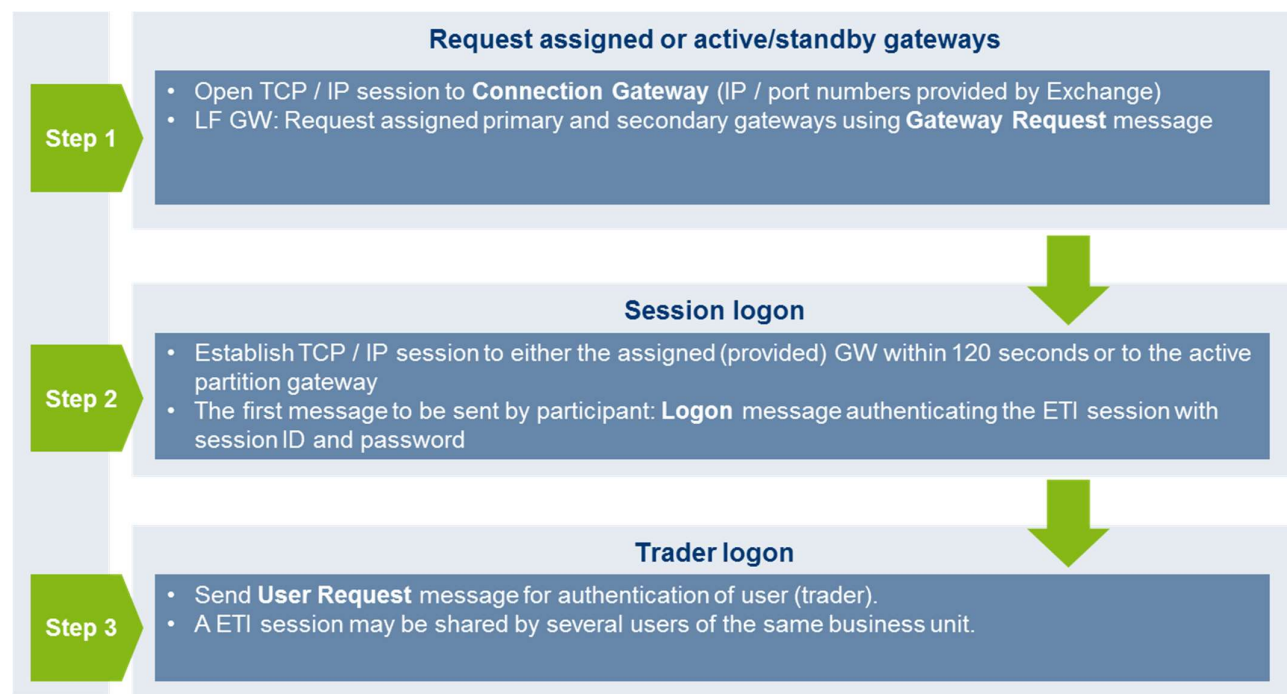 Request assigned or active/standby gateways
Step 1
• Open TCP / IP session to Connection Gateway (IP / port numbers provided by Exchange)
• LF GW: Request assigned primary and secondary gateways using Gateway Request message
Session logon
Step 2
• Establish TCP / IP session to either the assigned (provided) GW within 120 seconds or to the active
partition gateway
• The first message to be sent by participant: Logon message authenticating the ETI session with
session ID and password
Trader logon
Step 3
• Send User Request message for authentication of user (trader).
• A ETI session may be shared by several users of the same business unit.